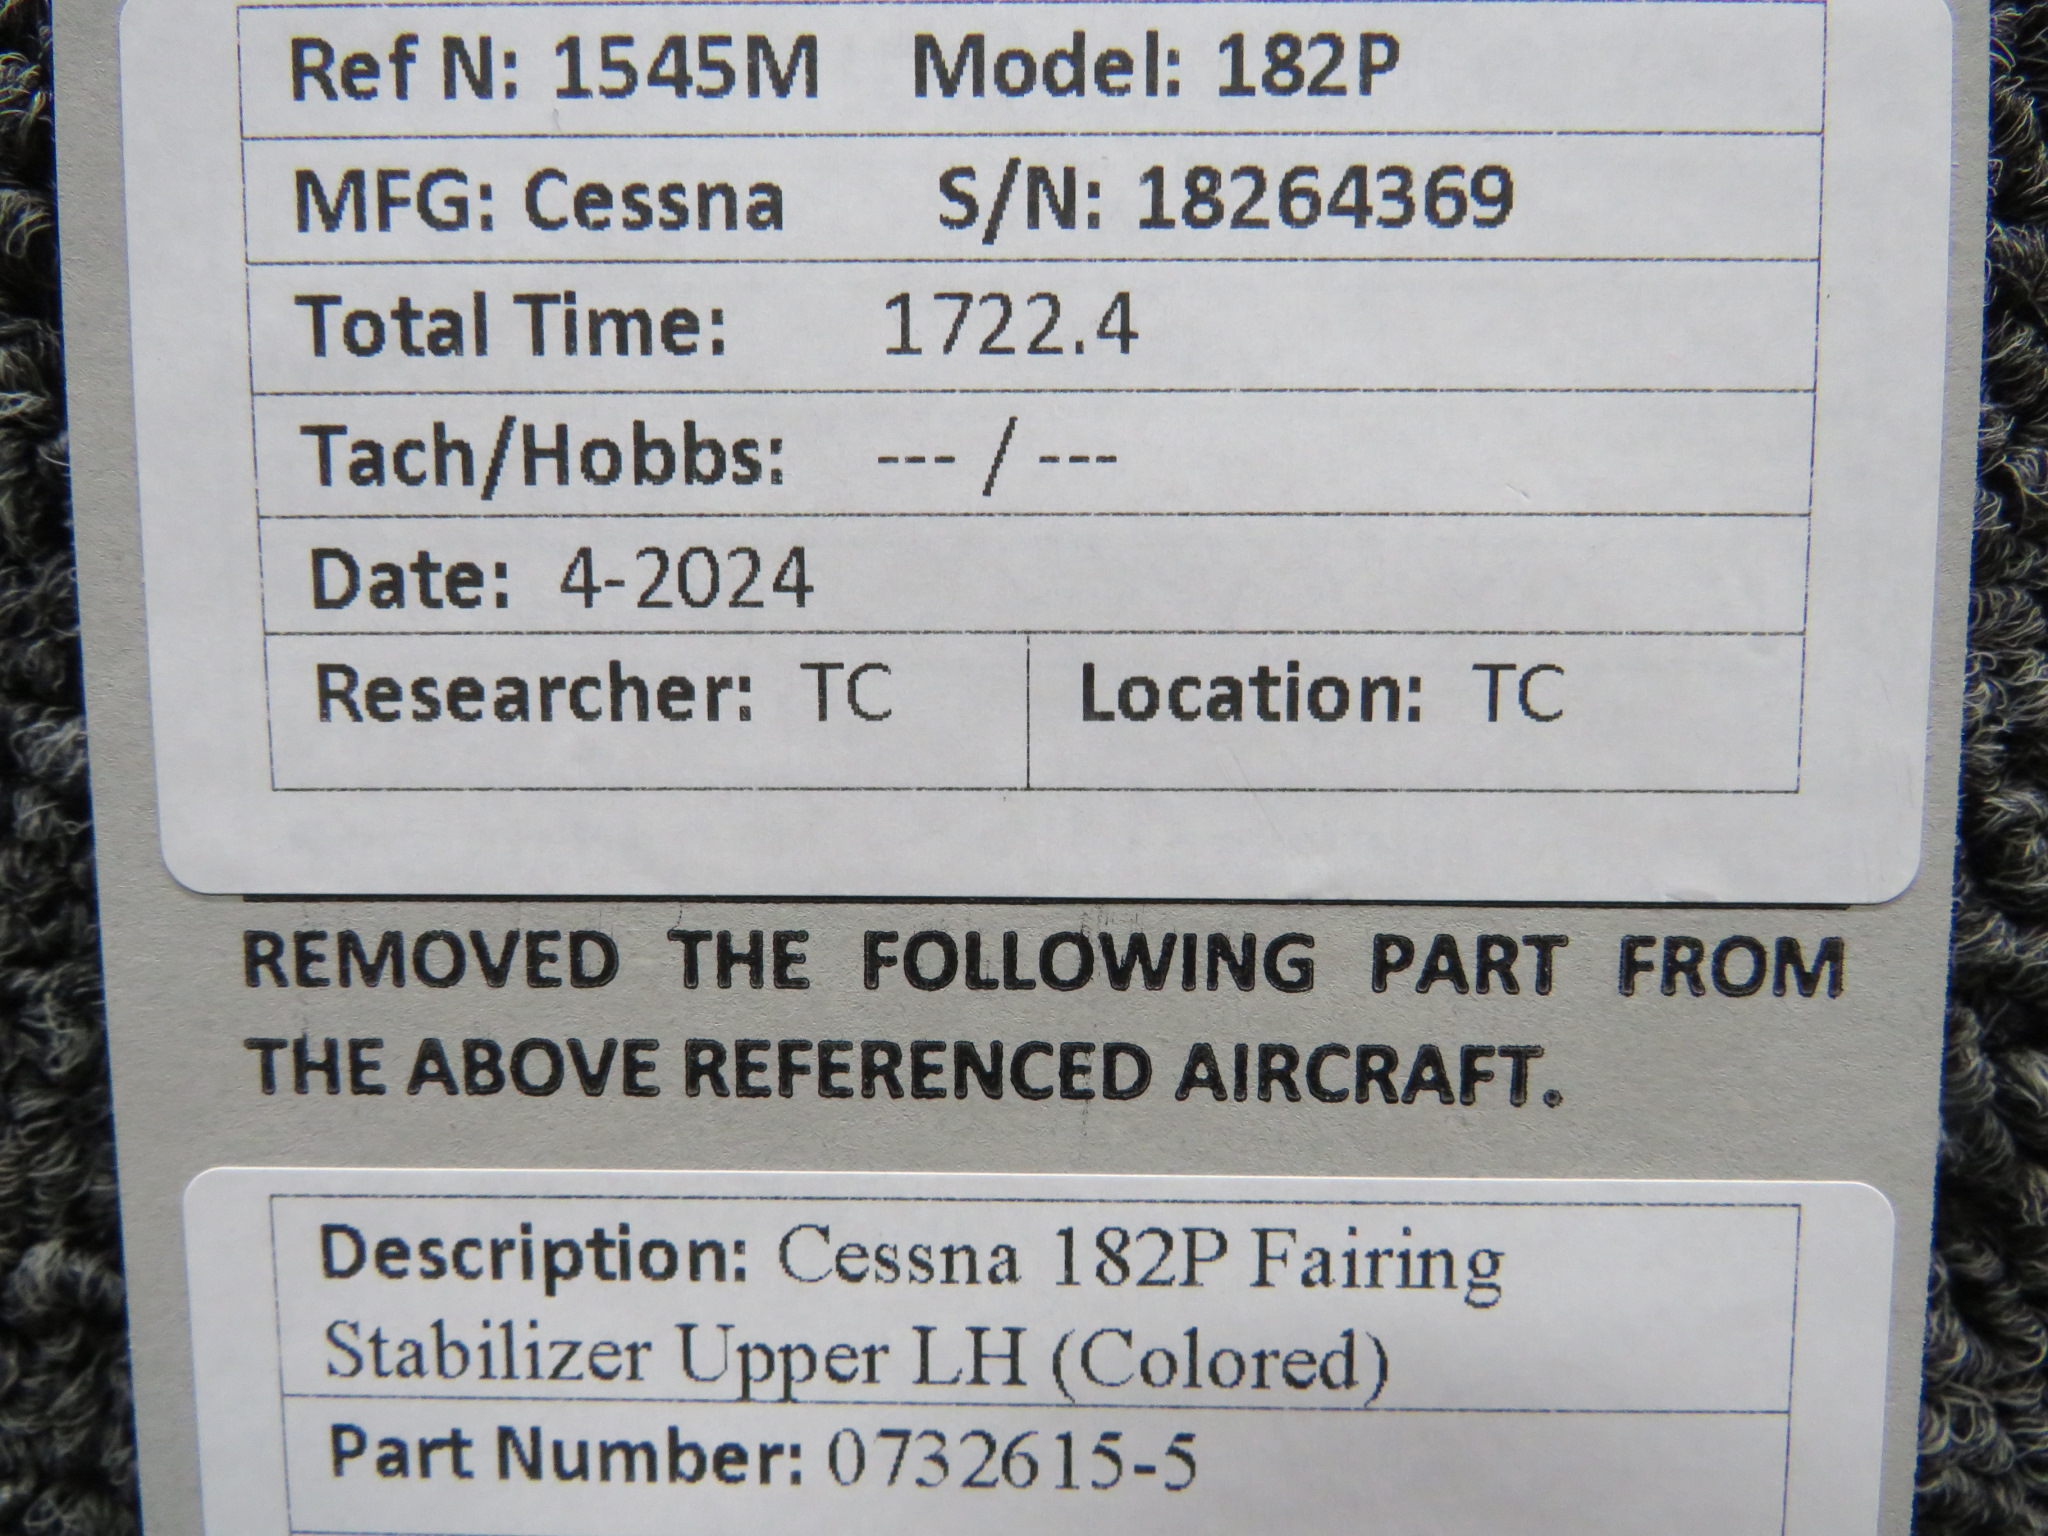 Ref N: 1545M Model: 182P
MFG: Cessna S/N: 18264369
Total Time: 1722.4
Tach/Hobbs: --- / ---
Date: 4-2024
Researcher: TC Location: TC
REMOVED THE FOLLOWING PART FROM
THE ABOVE REFERENCED AIRCRAFT.
Description: Cessna 182P Fairing
Stabilizer Upper LH (Colored)
Part Number: 0732615-5